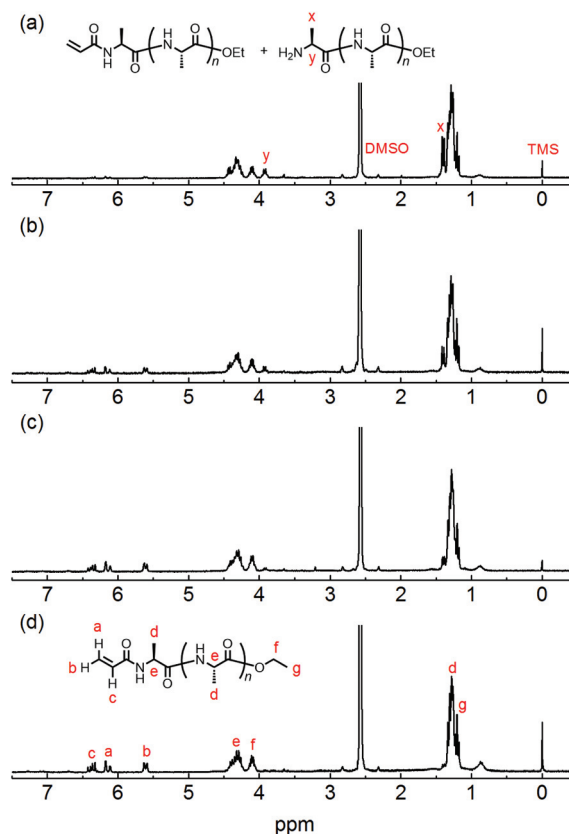 (a)
x
O
H
N
O
N
H
O
n
OEt
+
H2N
y
O
H
N
O
n
OEt
y
DMSO
x
TMS
7 6 5 4 3 2 1 0
(b)
7 6 5 4 3 2 1 0
(c)
7 6 5 4 3 2 1 0
(d)
a
H
b H
H
c
O
N
H
d
e
O
H
N
e
d
O
n
O
f
g
c a b e f d g
7 6 5 4 3 2 1 0
ppm